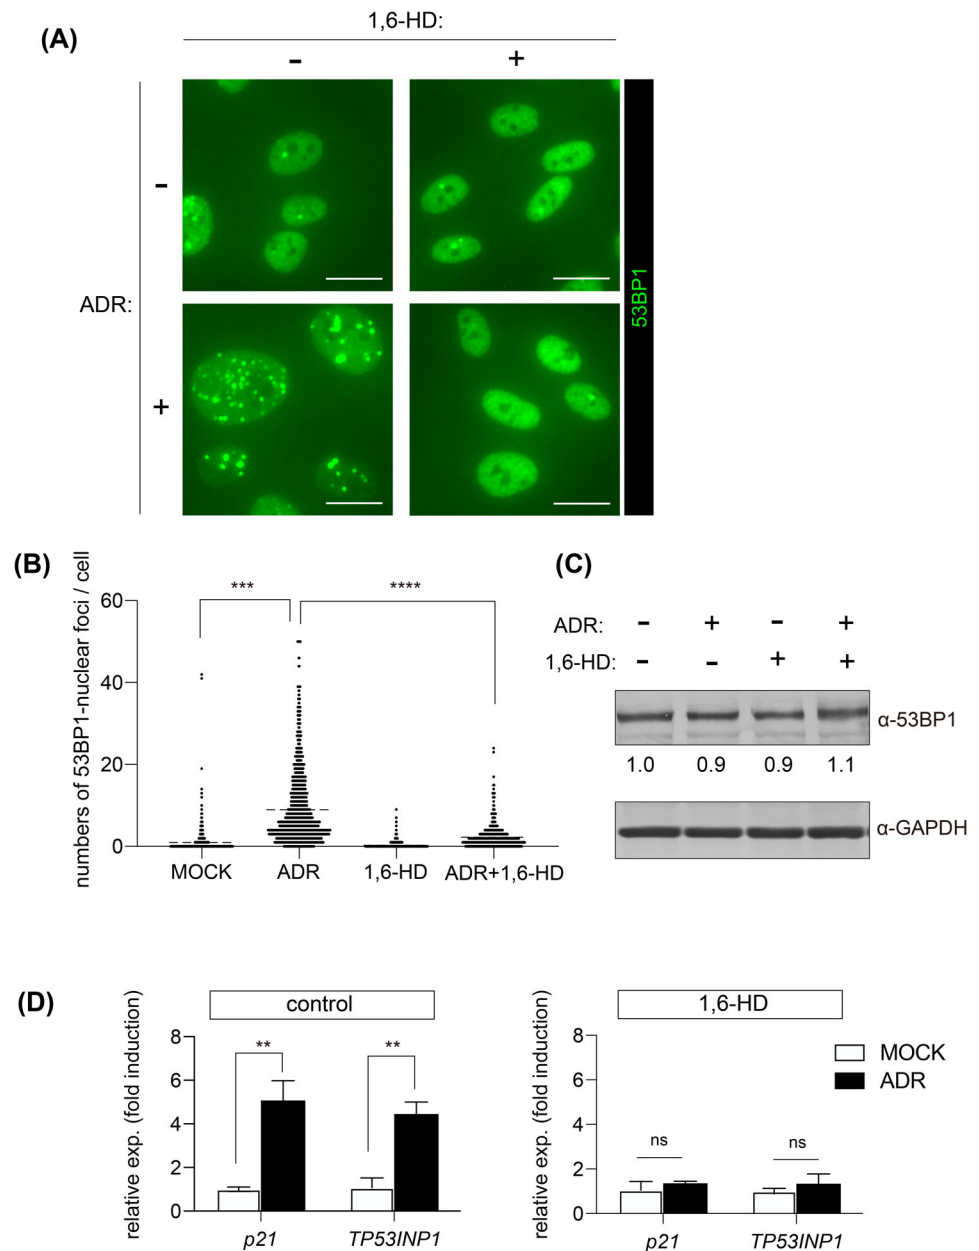 (A)
1,6-HD:
- +
-
ADR:
+
53BP1
(B)
numbers of 53BP1-nuclear foci / cell
60
40
20
0
*** ****
MOCK ADR 1,6-HD ADR+1,6-HD
(C)
ADR: - + - +
1,6-HD: - - + +
α-53BP1
1.0 0.9 0.9 1.1
α-GAPDH
(D)
control
relative exp. (fold induction)
8
6
4
2
0
** **
p21 TP53INP1
1,6-HD
relative exp. (fold induction)
8
6
4
2
0
ns ns
p21 TP53INP1
MOCK
ADR